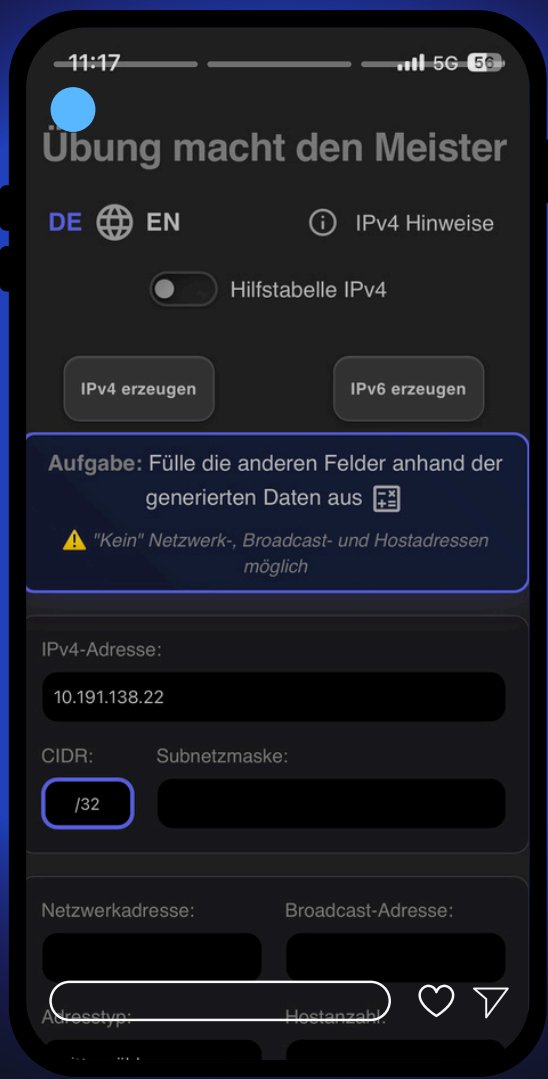 11:17 5G 56
Übung macht den Meister
DE EN IPv4 Hinweise
Hilfstabelle IPv4
IPv4 erzeugen IPv6 erzeugen
Aufgabe: Fülle die anderen Felder anhand der
generierten Daten aus
"Kein" Netzwerk-, Broadcast- und Hostadressen
möglich
IPv4-Adresse:
10.191.138.22
CIDR: Subnetzmaske:
/32
Netzwerkadresse: Broadcast-Adresse:
Adresstyp: Hostanzahl: